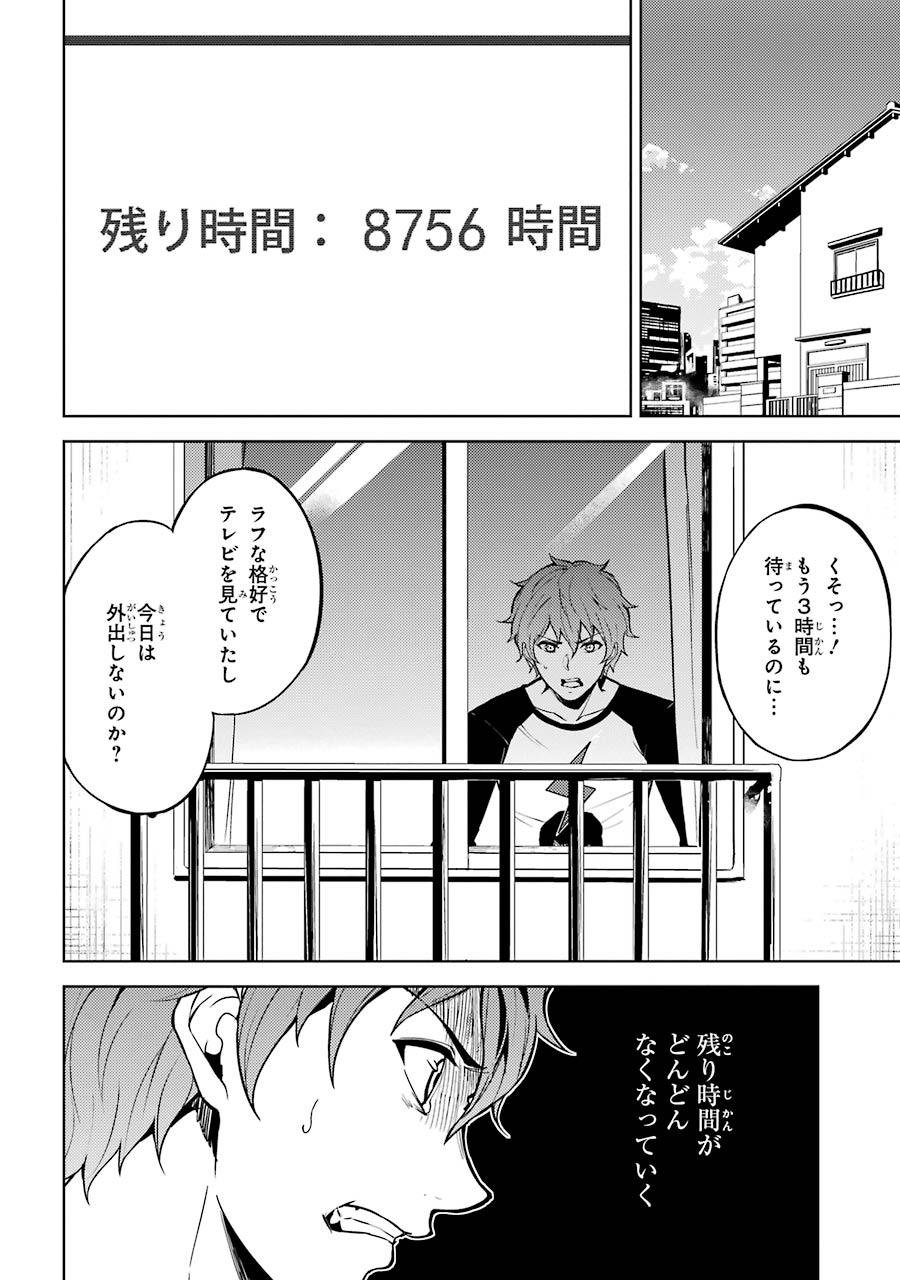 残り時間： 8756 時間
くそっ…！
もう3時間も
待っているのに…
ラフな格好で
テレビを見ていたし
今日は
外出しないのか？
残り時間が
どんどん
なくなっていく